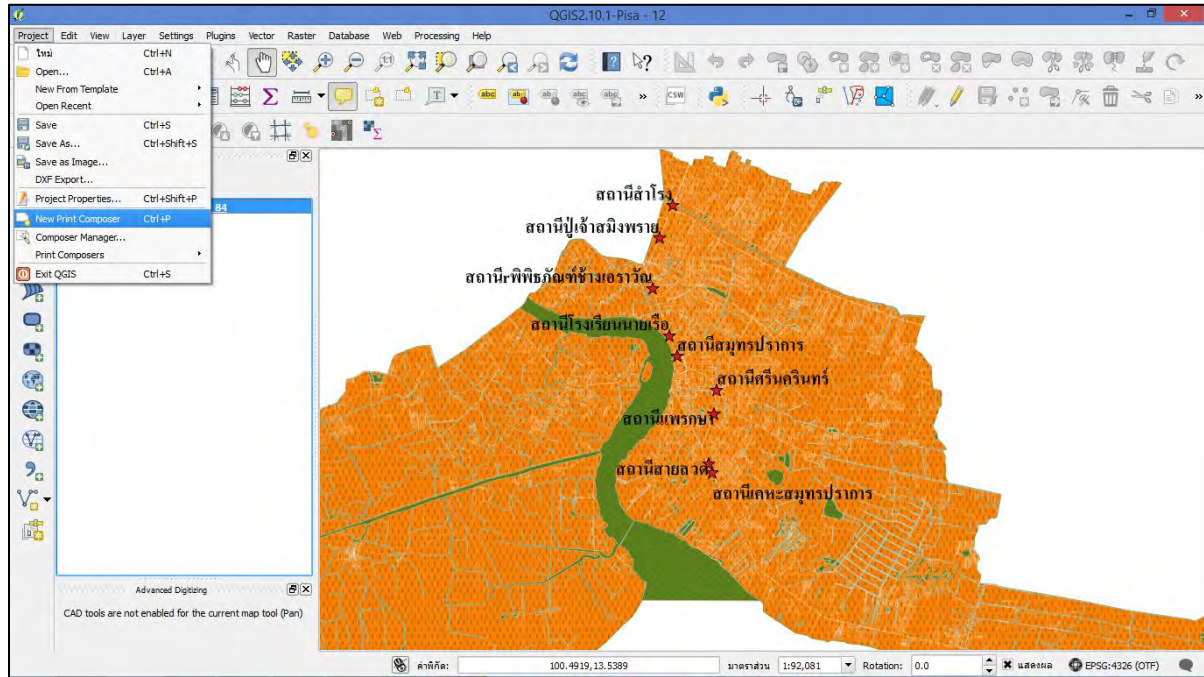 QGIS2.10.1-Pisa - 12
Project Edit View Layer Settings Plugins Vector Raster Database Web Processing Help
ใหม่ Ctrl+N
Open... Ctrl+A
New From Template
Open Recent
Save Ctrl+S
Save As... Ctrl+Shift+S
Save as Image...
DXF Export...
Project Properties... Ctrl+Shift+P
New Print Composer Ctrl+P
Composer Manager...
Print Composers
Exit QGIS Ctrl+S
CSW
abc
84
สถานีสำโรง
สถานีปู่เจ้าสมิงพราย
สถานีrพิพิธภัณฑ์ช้างเอราวัณ
สถานีโรงเรียนนายเรือ
สถานีสมุทรปราการ
สถานีศรีนครินทร์
สถานีแพรกษา
สถานีสายลวด
สถานีเคหะสมุทรปราการ
Advanced Digitizing
CAD tools are not enabled for the current map tool (Pan)
ค่าพิกัด: 100.4919,13.5389 มาตราส่วน 1:92,081 Rotation: 0.0 แสดงผล EPSG:4326 (OTF)